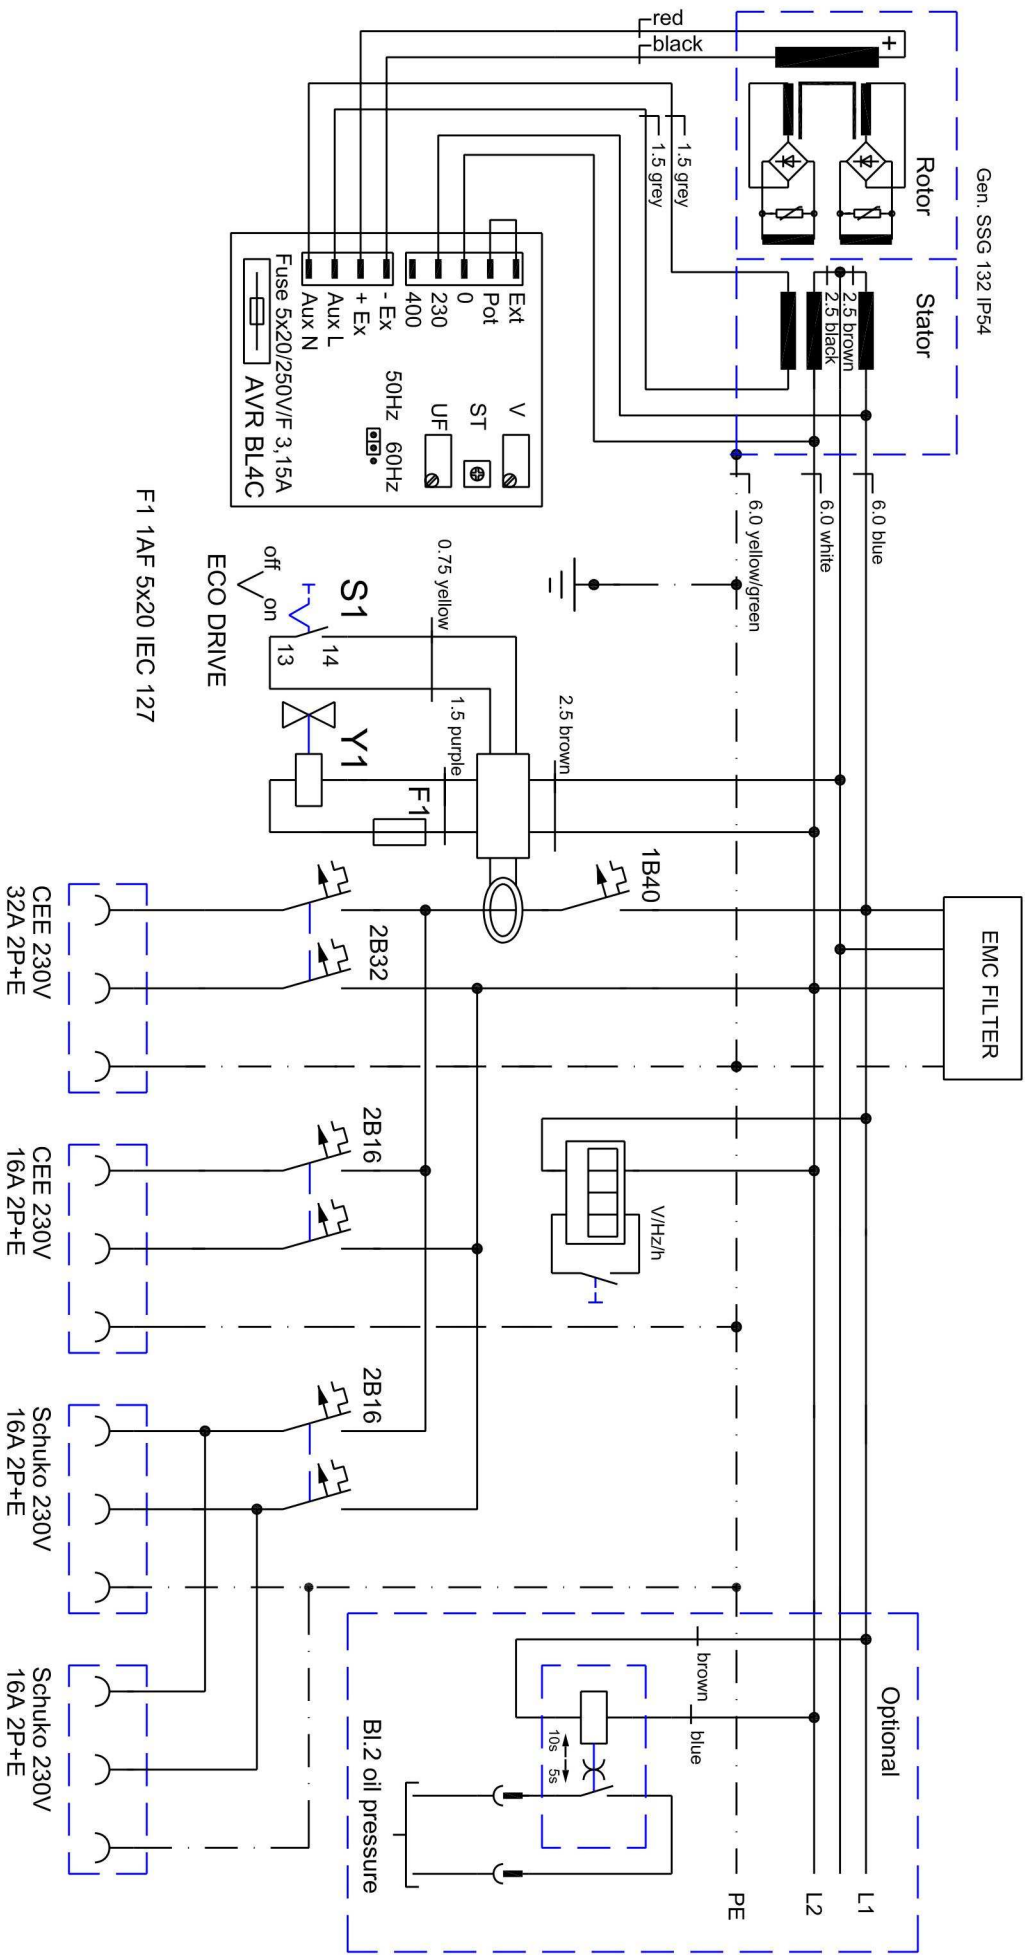 Gen. SSG 132 IP54
Rotor
Stator
+
red
black
1.5 grey
1.5 grey
2.5 brown
2.5 black
6.0 blue
6.0 white
6.0 yellow/green
Ext
Pot
0
230
400
- Ex
+ Ex
Aux L
Aux N
V
ST
UF
50Hz 60Hz
Fuse 5x20/250V/F 3,15A
AVR BL4C
F1 1AF 5x20 IEC 127
0.75 yellow
S1
14
13
off
on
ECO DRIVE
Y1
1.5 purple
F1
2.5 brown
1B40
EMC FILTER
2B32
2B16
2B16
V/Hz/h
CEE 230V
32A 2P+E
CEE 230V
16A 2P+E
Schuko 230V
16A 2P+E
Schuko 230V
16A 2P+E
Optional
brown
blue
10s
5s
Bl.2 oil pressure
L1
L2
PE